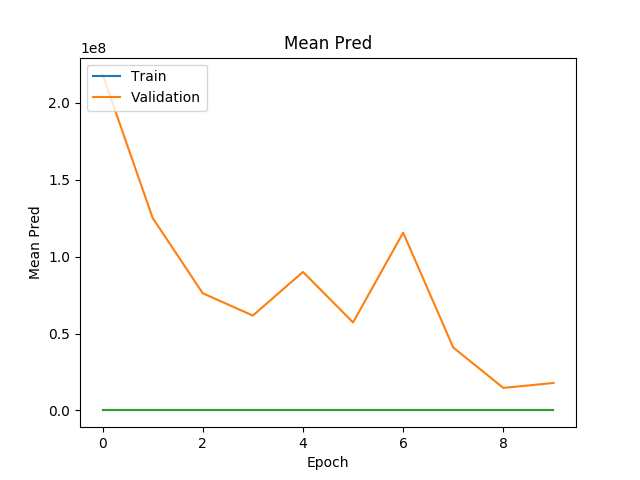 Mean Pred
1e8
Train
Validation
2.0
1.5
1.0
0.5
0.0
Mean Pred
0 2 4 6 8
Epoch